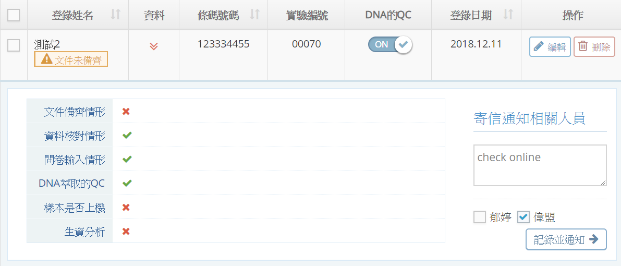 登錄姓名 資料 條碼號碼 實驗編號 DNA的QC 登錄日期 操作
測試2 123334455 00070 ON 2018.12.11 編輯 刪除
文件未備齊
文件備齊情形
資料核對情形
問卷輸入情形
DNA萃取的QC
樣本是否上機
生資分析
寄信通知相關人員
check online
郁婷 偉盟
記錄並通知